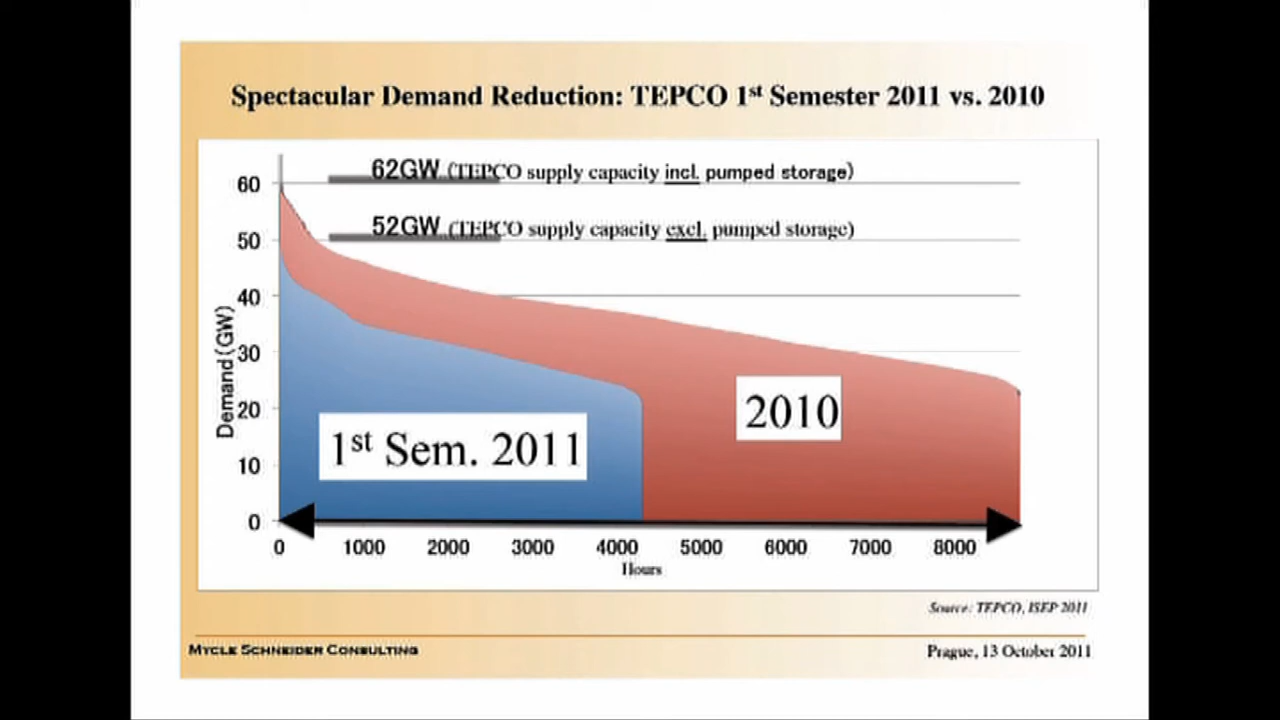 Spectacular Demand Reduction: TEPCO 1st Semester 2011 vs. 2010
62GW (TEPCO supply capacity incl. pumped storage)
60
52GW (TEPCO supply capacity excl. pumped storage)
50
40
30
20
10
0
Demand(GW)
2010
1st Sem. 2011
0 1000 2000 3000 4000 5000 6000 7000 8000
Hours
Source: TEPCO, ISEP 2011
MYCLE SCHNEIDER CONSULTING
Prague, 13 October 2011